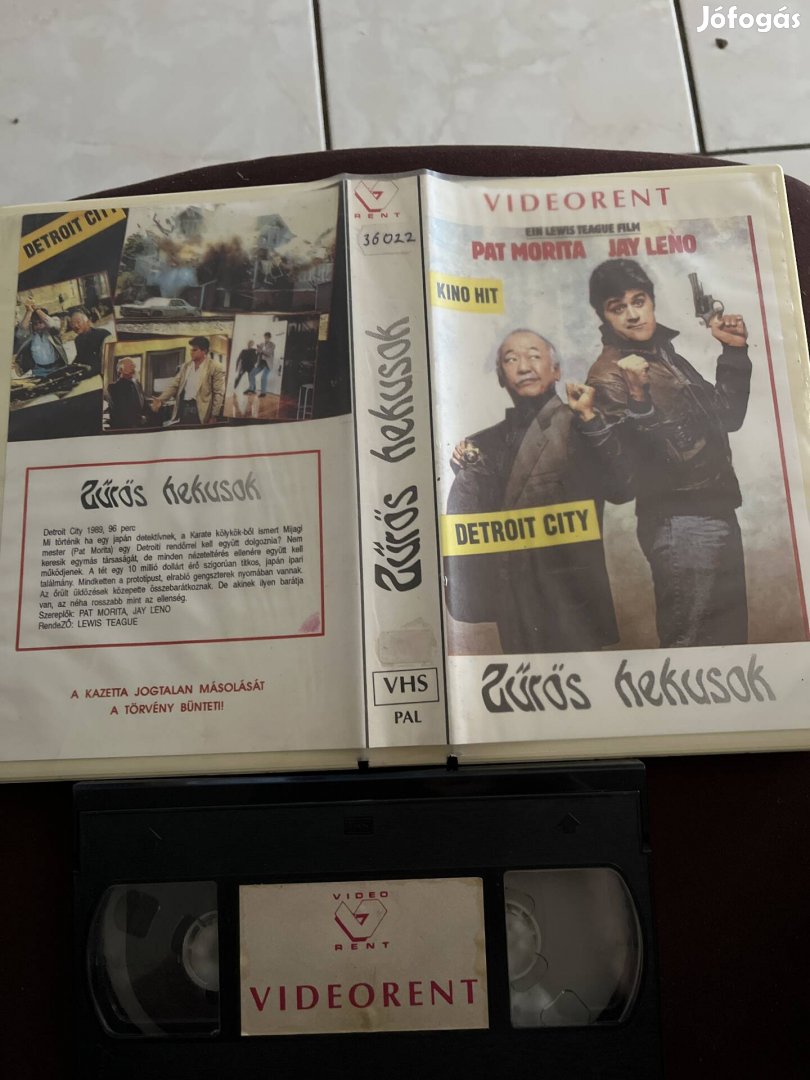 Jófogás
DETROIT CITY
Zűrös hekusok
Detroit City 1989, 96 perc
Mi történik ha egy japán detektívnek, a Karate kölykök-ből ismert Mijagi
mester (Pat Morita) egy Detroiti rendőrrel kell együtt dolgoznia? Nem
keresik egymás társaságát, de minden nézeteltérés ellenére együtt kell
működjenek. A tét egy 10 millió dollárt érő szigorúan titkos, japán ipari
találmány. Mindketten a prototípust, elrabló gengszterek nyomában vannak.
Az őrült üldözések közepette összebarátkoznak. De akinek ilyen barátja
van, az néha rosszabb mint az ellenség.
Szereplők: PAT MORITA, JAY LENO
RendeZŐ: LEWIS TEAGUE
A KAZETTA JOGTALAN MÁSOLÁSÁT
A TÖRVÉNY BÜNTETI!
RENT
36022
Zűrös hekusok
VHS
PAL
VIDEORENT
EIN LEWIS TEAGUE FILM
PAT MORITA JAY LENO
KINO HIT
DETROIT CITY
Zűrös hekusok
VIDEO
RENT
VIDEORENT